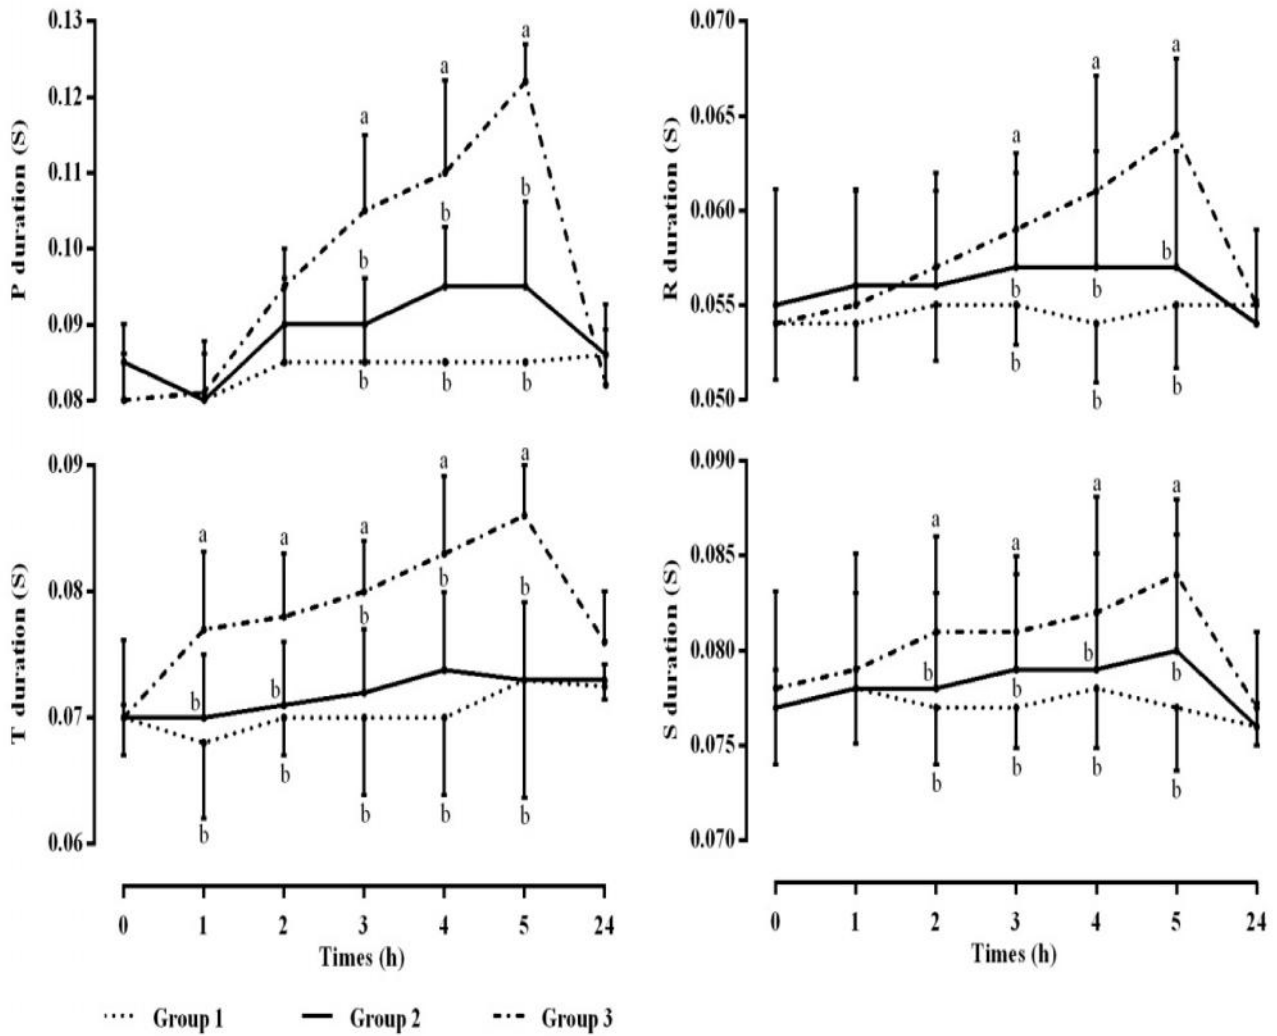 P duration (S)
0.13
0.12
0.11
0.10
0.09
0.08
a
a
a
b
b
b
b
b
b
R duration (S)
0.070
0.065
0.060
0.055
0.050
a
a
a
b
b
b
b
b
b
T duration (S)
0.09
0.08
0.07
0.06
a
a
a
a
a
b
b
b
b
b
b
b
b
b
b
0 1 2 3 4 5 24
Times (h)
S duration (S)
0.090
0.085
0.080
0.075
0.070
a
a
a
a
b
b
b
b
b
b
b
b
0 1 2 3 4 5 24
Times (h)
Group 1 Group 2 Group 3